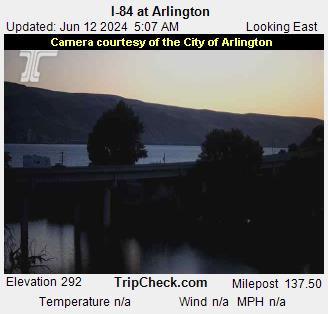 I-84 at Arlington
Updated: Jun 12 2024 5:07 AM Looking East
Camera courtesy of the City of Arlington
Elevation 292 TripCheck.com Milepost 137.50
Temperature n/a Wind n/a MPH n/a